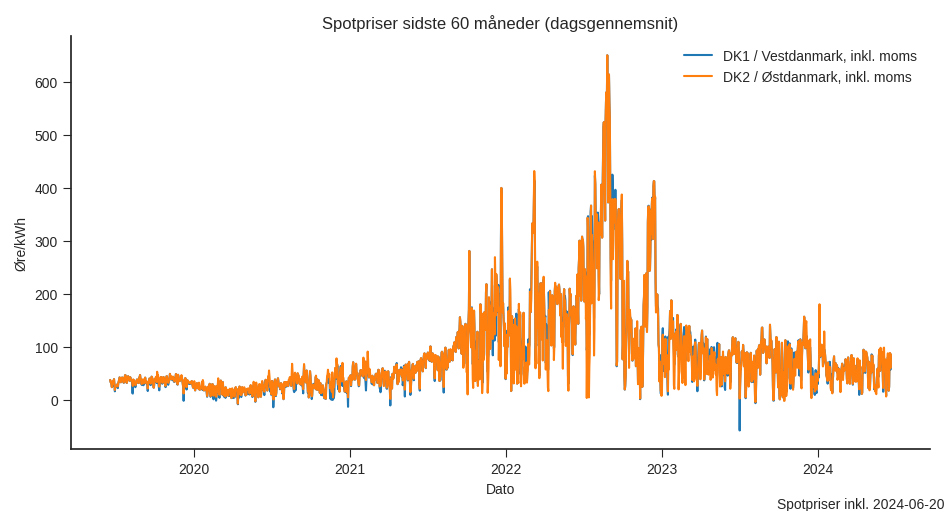 Spotpriser sidste 60 måneder (dagsgennemsnit)
DK1 / Vestdanmark, inkl. moms
DK2 / Østdanmark, inkl. moms
600
500
400
300
200
100
0
Øre/kWh
2020
2021
2022
2023
2024
Dato
Spotpriser inkl. 2024-06-20